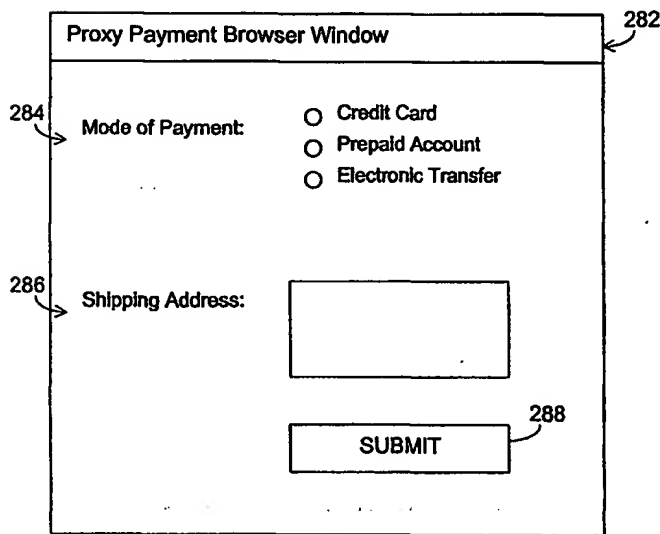 Proxy Payment Browser Window
282
284
Mode of Payment:
Credit Card
Prepaid Account
Electronic Transfer
286
Shipping Address:
288
SUBMIT